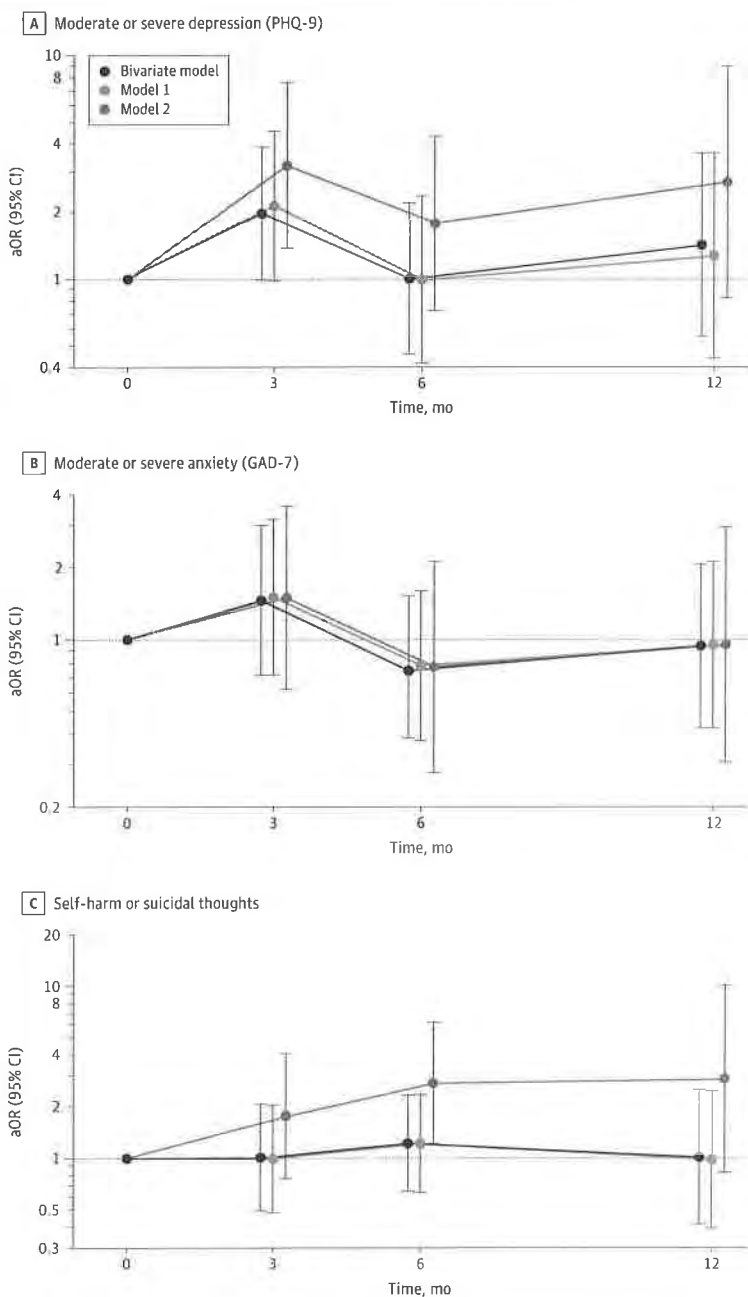 A Moderate or severe depression (PHQ-9)
10
8
4
2
1
0.4
aOR (95% CI)
Bivariate model
Model 1
Model 2
0 3 6 12
Time, mo
B Moderate or severe anxiety (GAD-7)
4
2
1
0.2
aOR (95% CI)
0 3 6 12
Time, mo
C Self-harm or suicidal thoughts
20
10
8
4
2
1
0.5
0.3
aOR (95% CI)
0 3 6 12
Time, mo